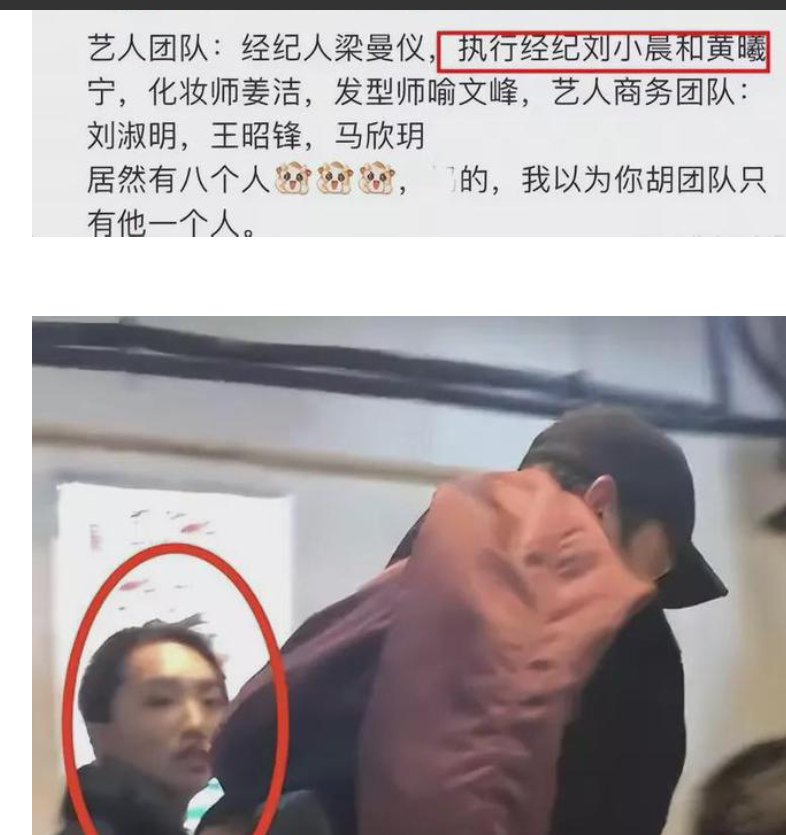 艺人团队：经纪人梁曼仪，执行经纪刘小晨和黄曦
宁，化妆师姜洁，发型师喻文峰，艺人商务团队：
刘淑明，王昭锋，马欣玥
居然有八个人，的，我以为你胡团队只
有他一个人。